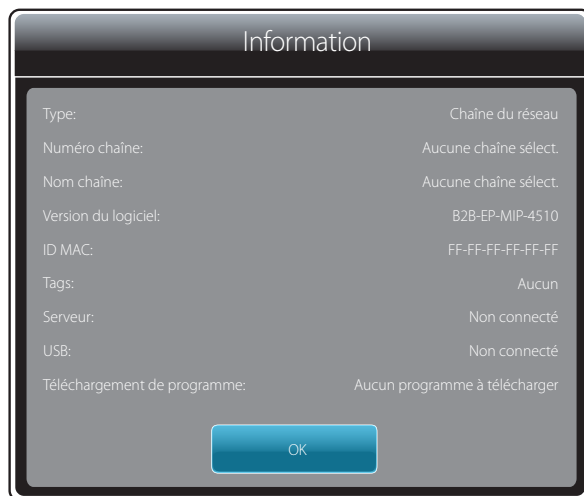 Information
Type: Chaîne du réseau
Numéro chaîne: Aucune chaîne sélect.
Nom chaîne: Aucune chaîne sélect.
Version du logiciel: B2B-EP-MIP-4510
ID MAC: FF-FF-FF-FF-FF-FF
Tags: Aucun
Serveur: Non connecté
USB: Non connecté
Téléchargement de programme: Aucun programme à télécharger
OK